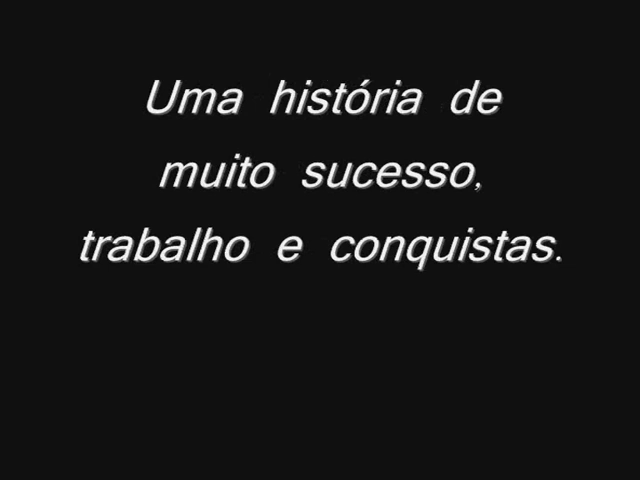 Uma história de
muito sucesso,
trabalho e conquistas.